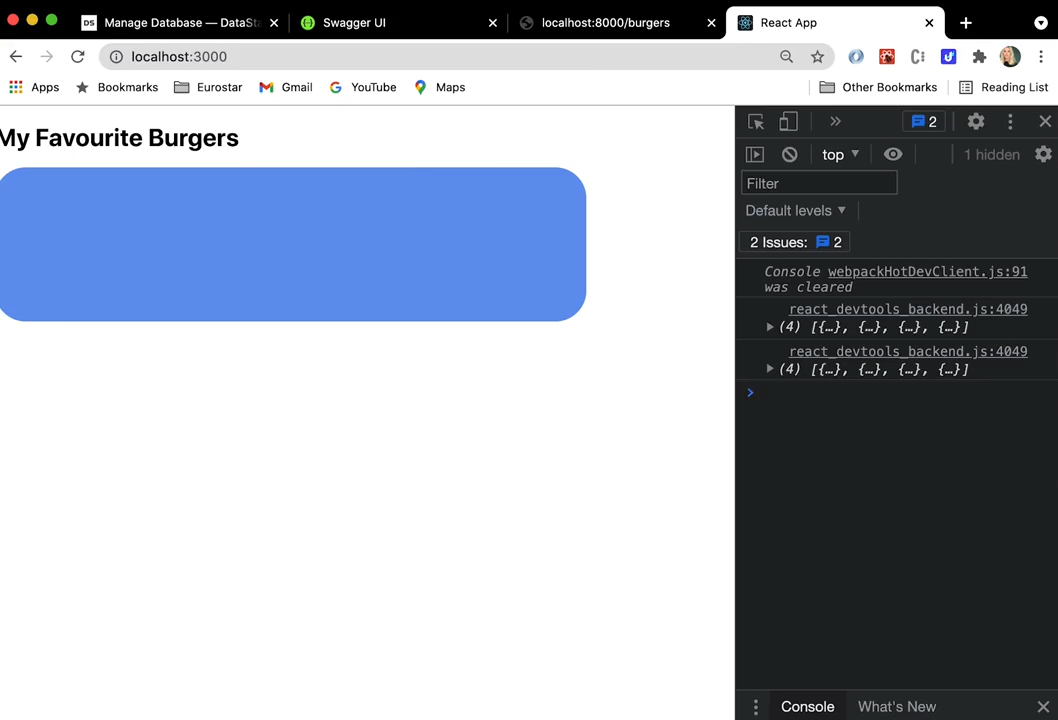 Manage Database — DataSta
Swagger UI
localhost:8000/burgers
React App
localhost:3000
Apps
Bookmarks
Eurostar
Gmail
YouTube
Maps
Other Bookmarks
Reading List
My Favourite Burgers
2
top
1 hidden
Filter
Default levels
2 Issues: 2
Console webpackHotDevClient.js:91
was cleared
react_devtools_backend.js:4049
(4) [{…}, {…}, {…}, {…}]
react_devtools_backend.js:4049
(4) [{…}, {…}, {…}, {…}]
Console
What's New